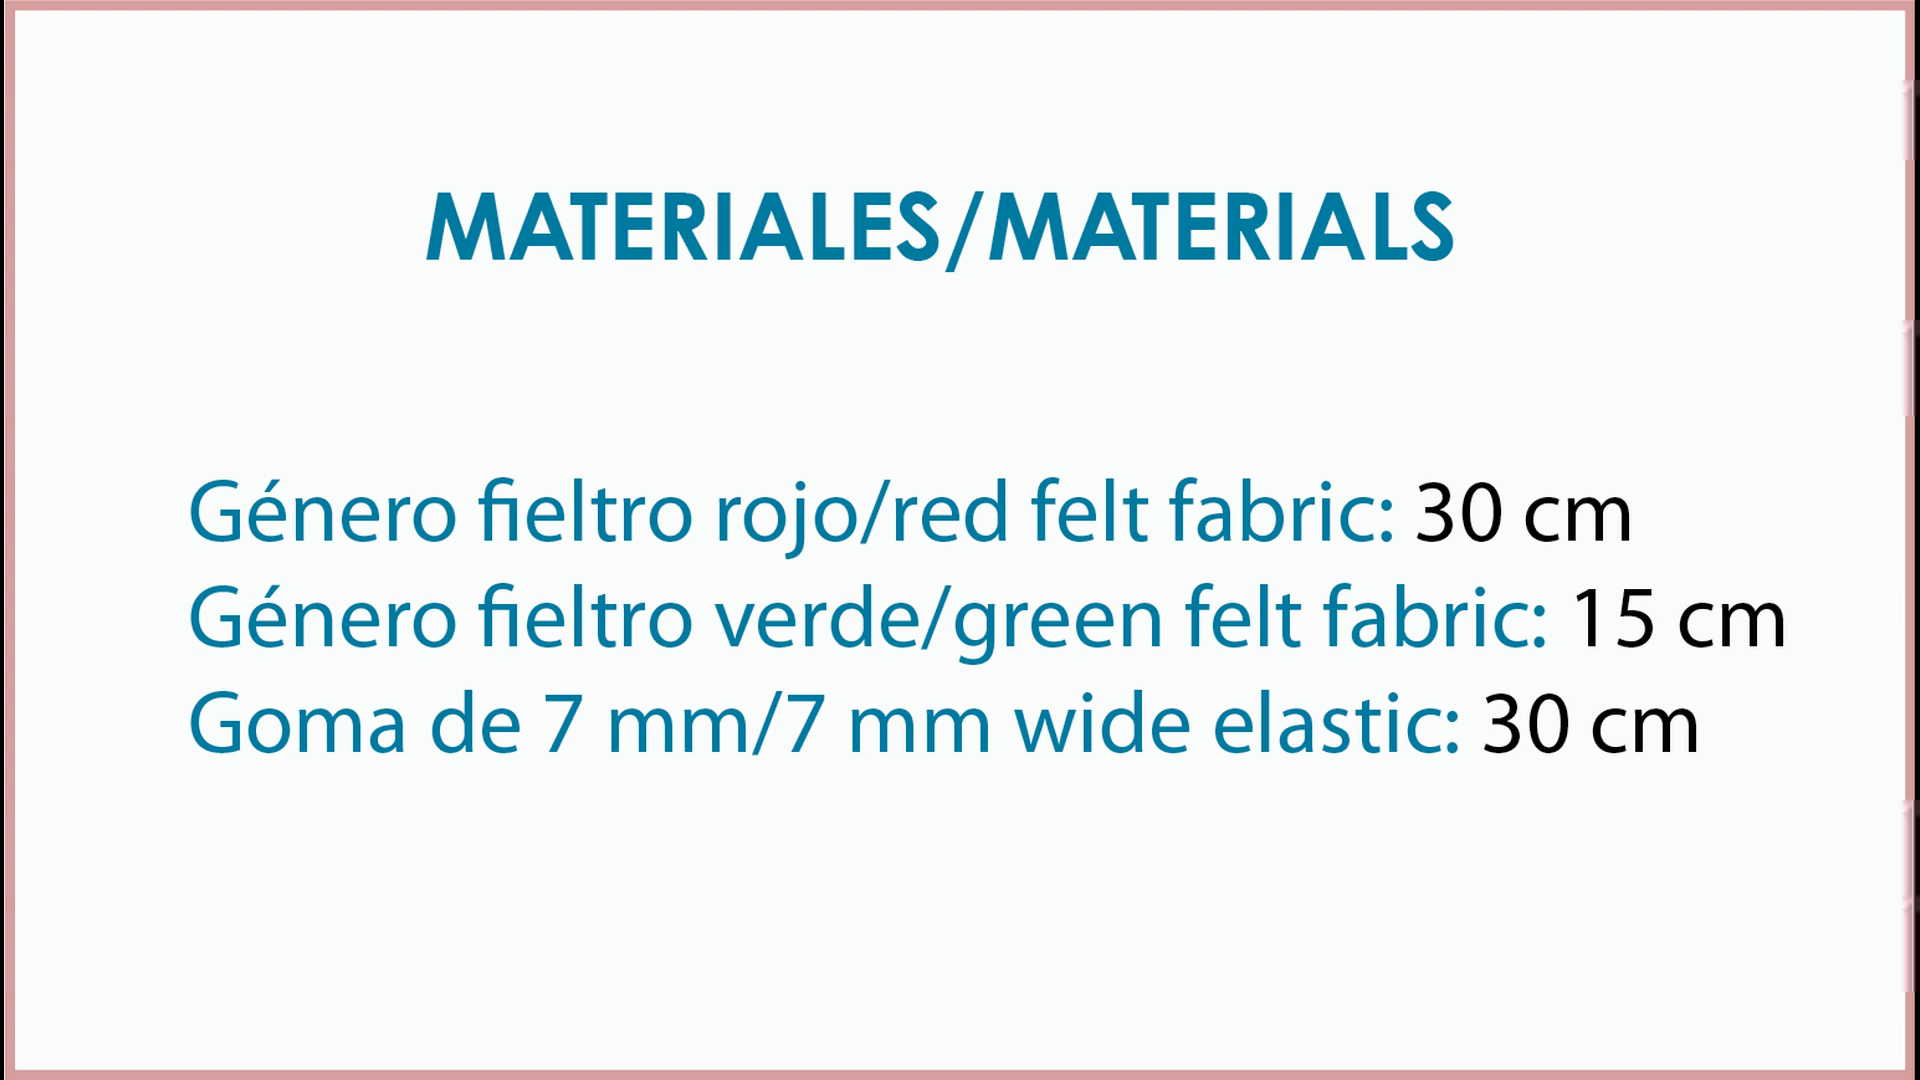 MATERIALES/MATERIALS
Género fieltro rojo/red felt fabric: 30 cm
Género fieltro verde/green felt fabric: 15 cm
Goma de 7 mm/7 mm wide elastic: 30 cm